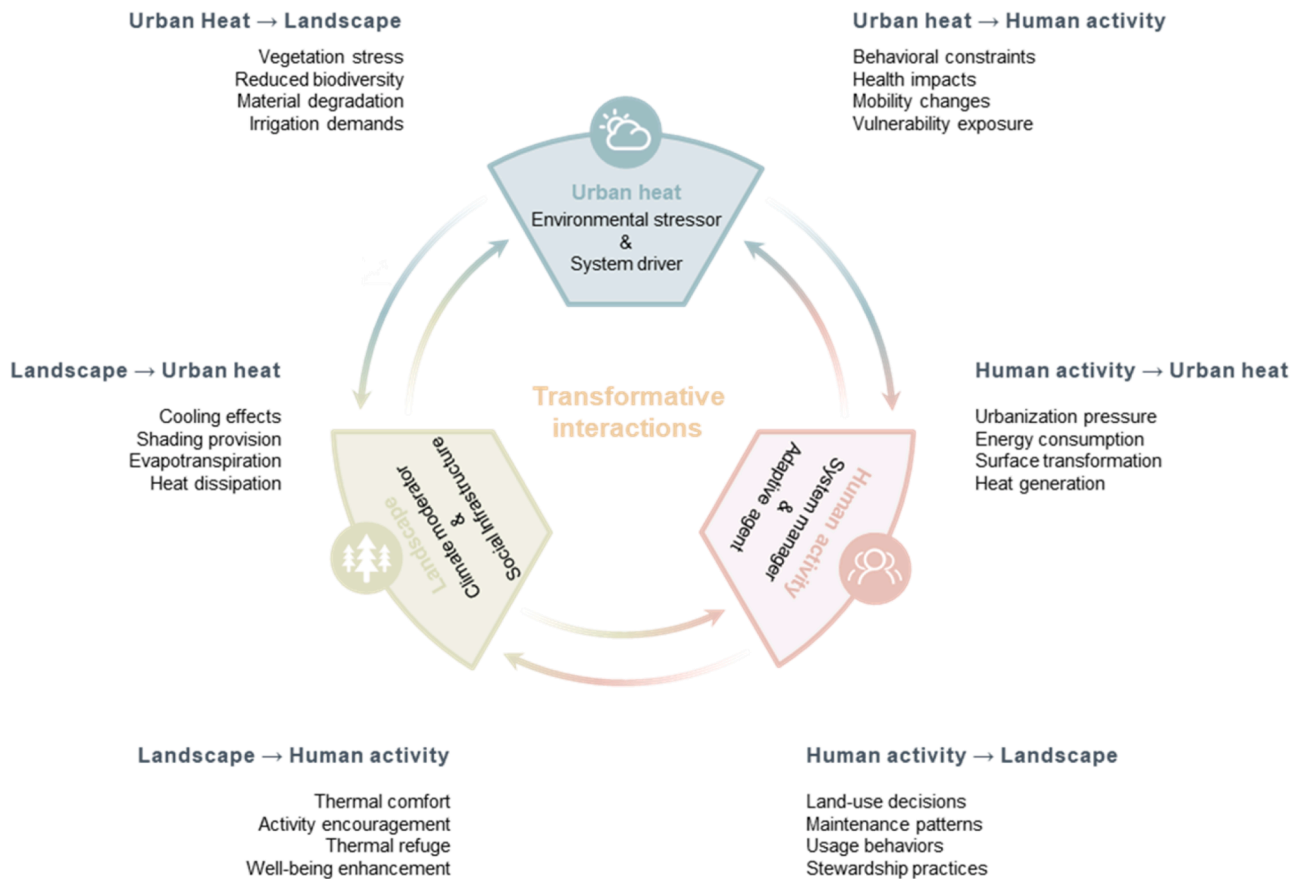 Urban Heat → Landscape
Vegetation stress
Reduced biodiversity
Material degradation
Irrigation demands
Urban heat → Human activity
Behavioral constraints
Health impacts
Mobility changes
Vulnerability exposure
Urban heat
Environmental stressor
&
System driver
Landscape → Urban heat
Cooling effects
Shading provision
Evapotranspiration
Heat dissipation
Transformative
interactions
Human activity → Urban heat
Urbanization pressure
Energy consumption
Surface transformation
Heat generation
Landscape
Climate moderator
&
Social Infrastructure
Human activity
System manager
&
Adaptive agent
Landscape → Human activity
Thermal comfort
Activity encouragement
Thermal refuge
Well-being enhancement
Human activity → Landscape
Land-use decisions
Maintenance patterns
Usage behaviors
Stewardship practices